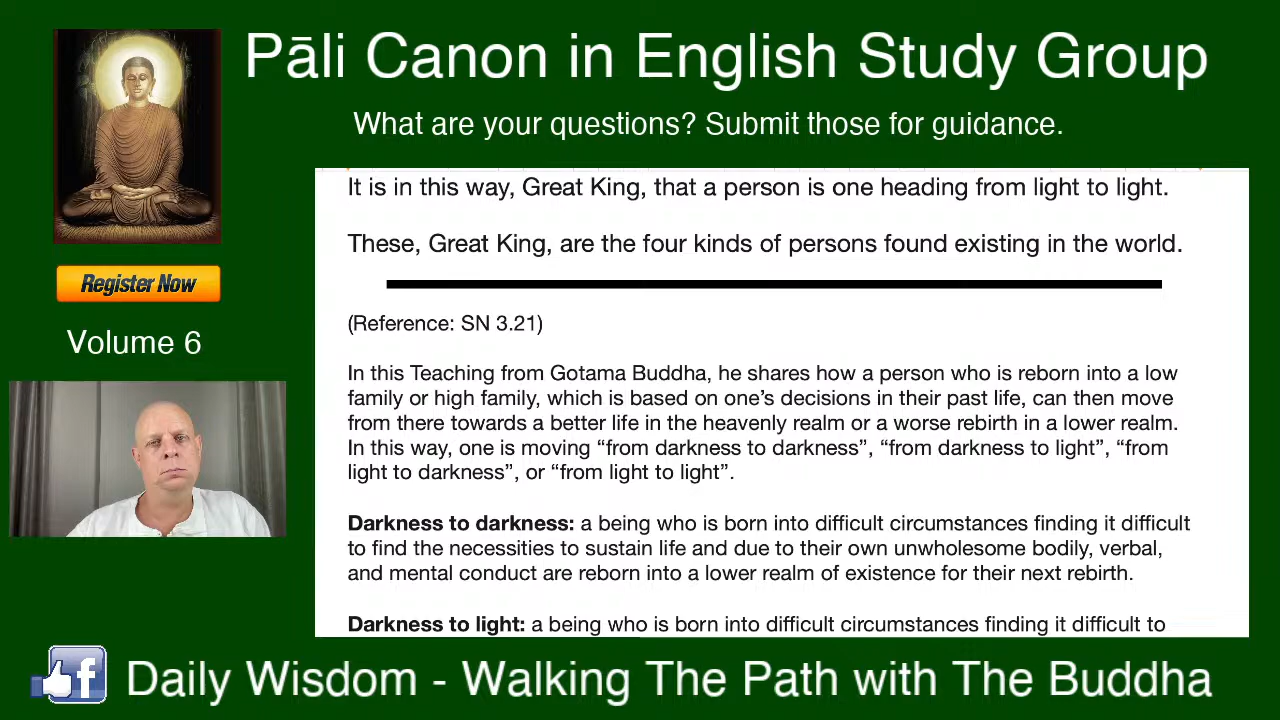 Pāli Canon in English Study Group
What are your questions? Submit those for guidance.
Register Now
Volume 6
It is in this way, Great King, that a person is one heading from light to light.
These, Great King, are the four kinds of persons found existing in the world.
(Reference: SN 3.21)
In this Teaching from Gotama Buddha, he shares how a person who is reborn into a low
family or high family, which is based on one’s decisions in their past life, can then move
from there towards a better life in the heavenly realm or a worse rebirth in a lower realm.
In this way, one is moving “from darkness to darkness”, “from darkness to light”, “from
light to darkness”, or “from light to light”.
Darkness to darkness: a being who is born into difficult circumstances finding it difficult
to find the necessities to sustain life and due to their own unwholesome bodily, verbal,
and mental conduct are reborn into a lower realm of existence for their next rebirth.
Darkness to light: a being who is born into difficult circumstances finding it difficult to
f
Daily Wisdom - Walking The Path with The Buddha